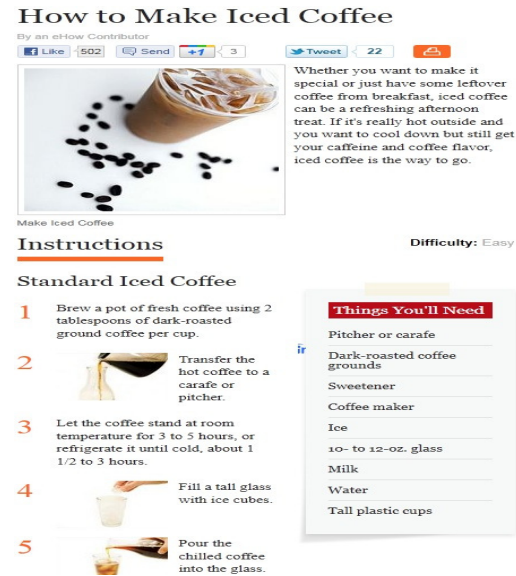 How to Make Iced Coffee
By an eHow Contributor
Like 502 Send +1 3 Tweet 22
Whether you want to make it
special or just have some leftover
coffee from breakfast, iced coffee
can be a refreshing afternoon
treat. If it's really hot outside and
you want to cool down but still get
your caffeine and coffee flavor,
iced coffee is the way to go.
Make Iced Coffee
Instructions
Difficulty: Easy
Standard Iced Coffee
1 Brew a pot of fresh coffee using 2
tablespoons of dark-roasted
ground coffee per cup.
2 Transfer the
hot coffee to a
carafe or
pitcher.
3 Let the coffee stand at room
temperature for 3 to 5 hours, or
refrigerate it until cold, about 1
1/2 to 3 hours.
4 Fill a tall glass
with ice cubes.
5 Pour the
chilled coffee
into the glass.
ir
Things You'll Need
Pitcher or carafe
Dark-roasted coffee
grounds
Sweetener
Coffee maker
Ice
10- to 12-oz. glass
Milk
Water
Tall plastic cups